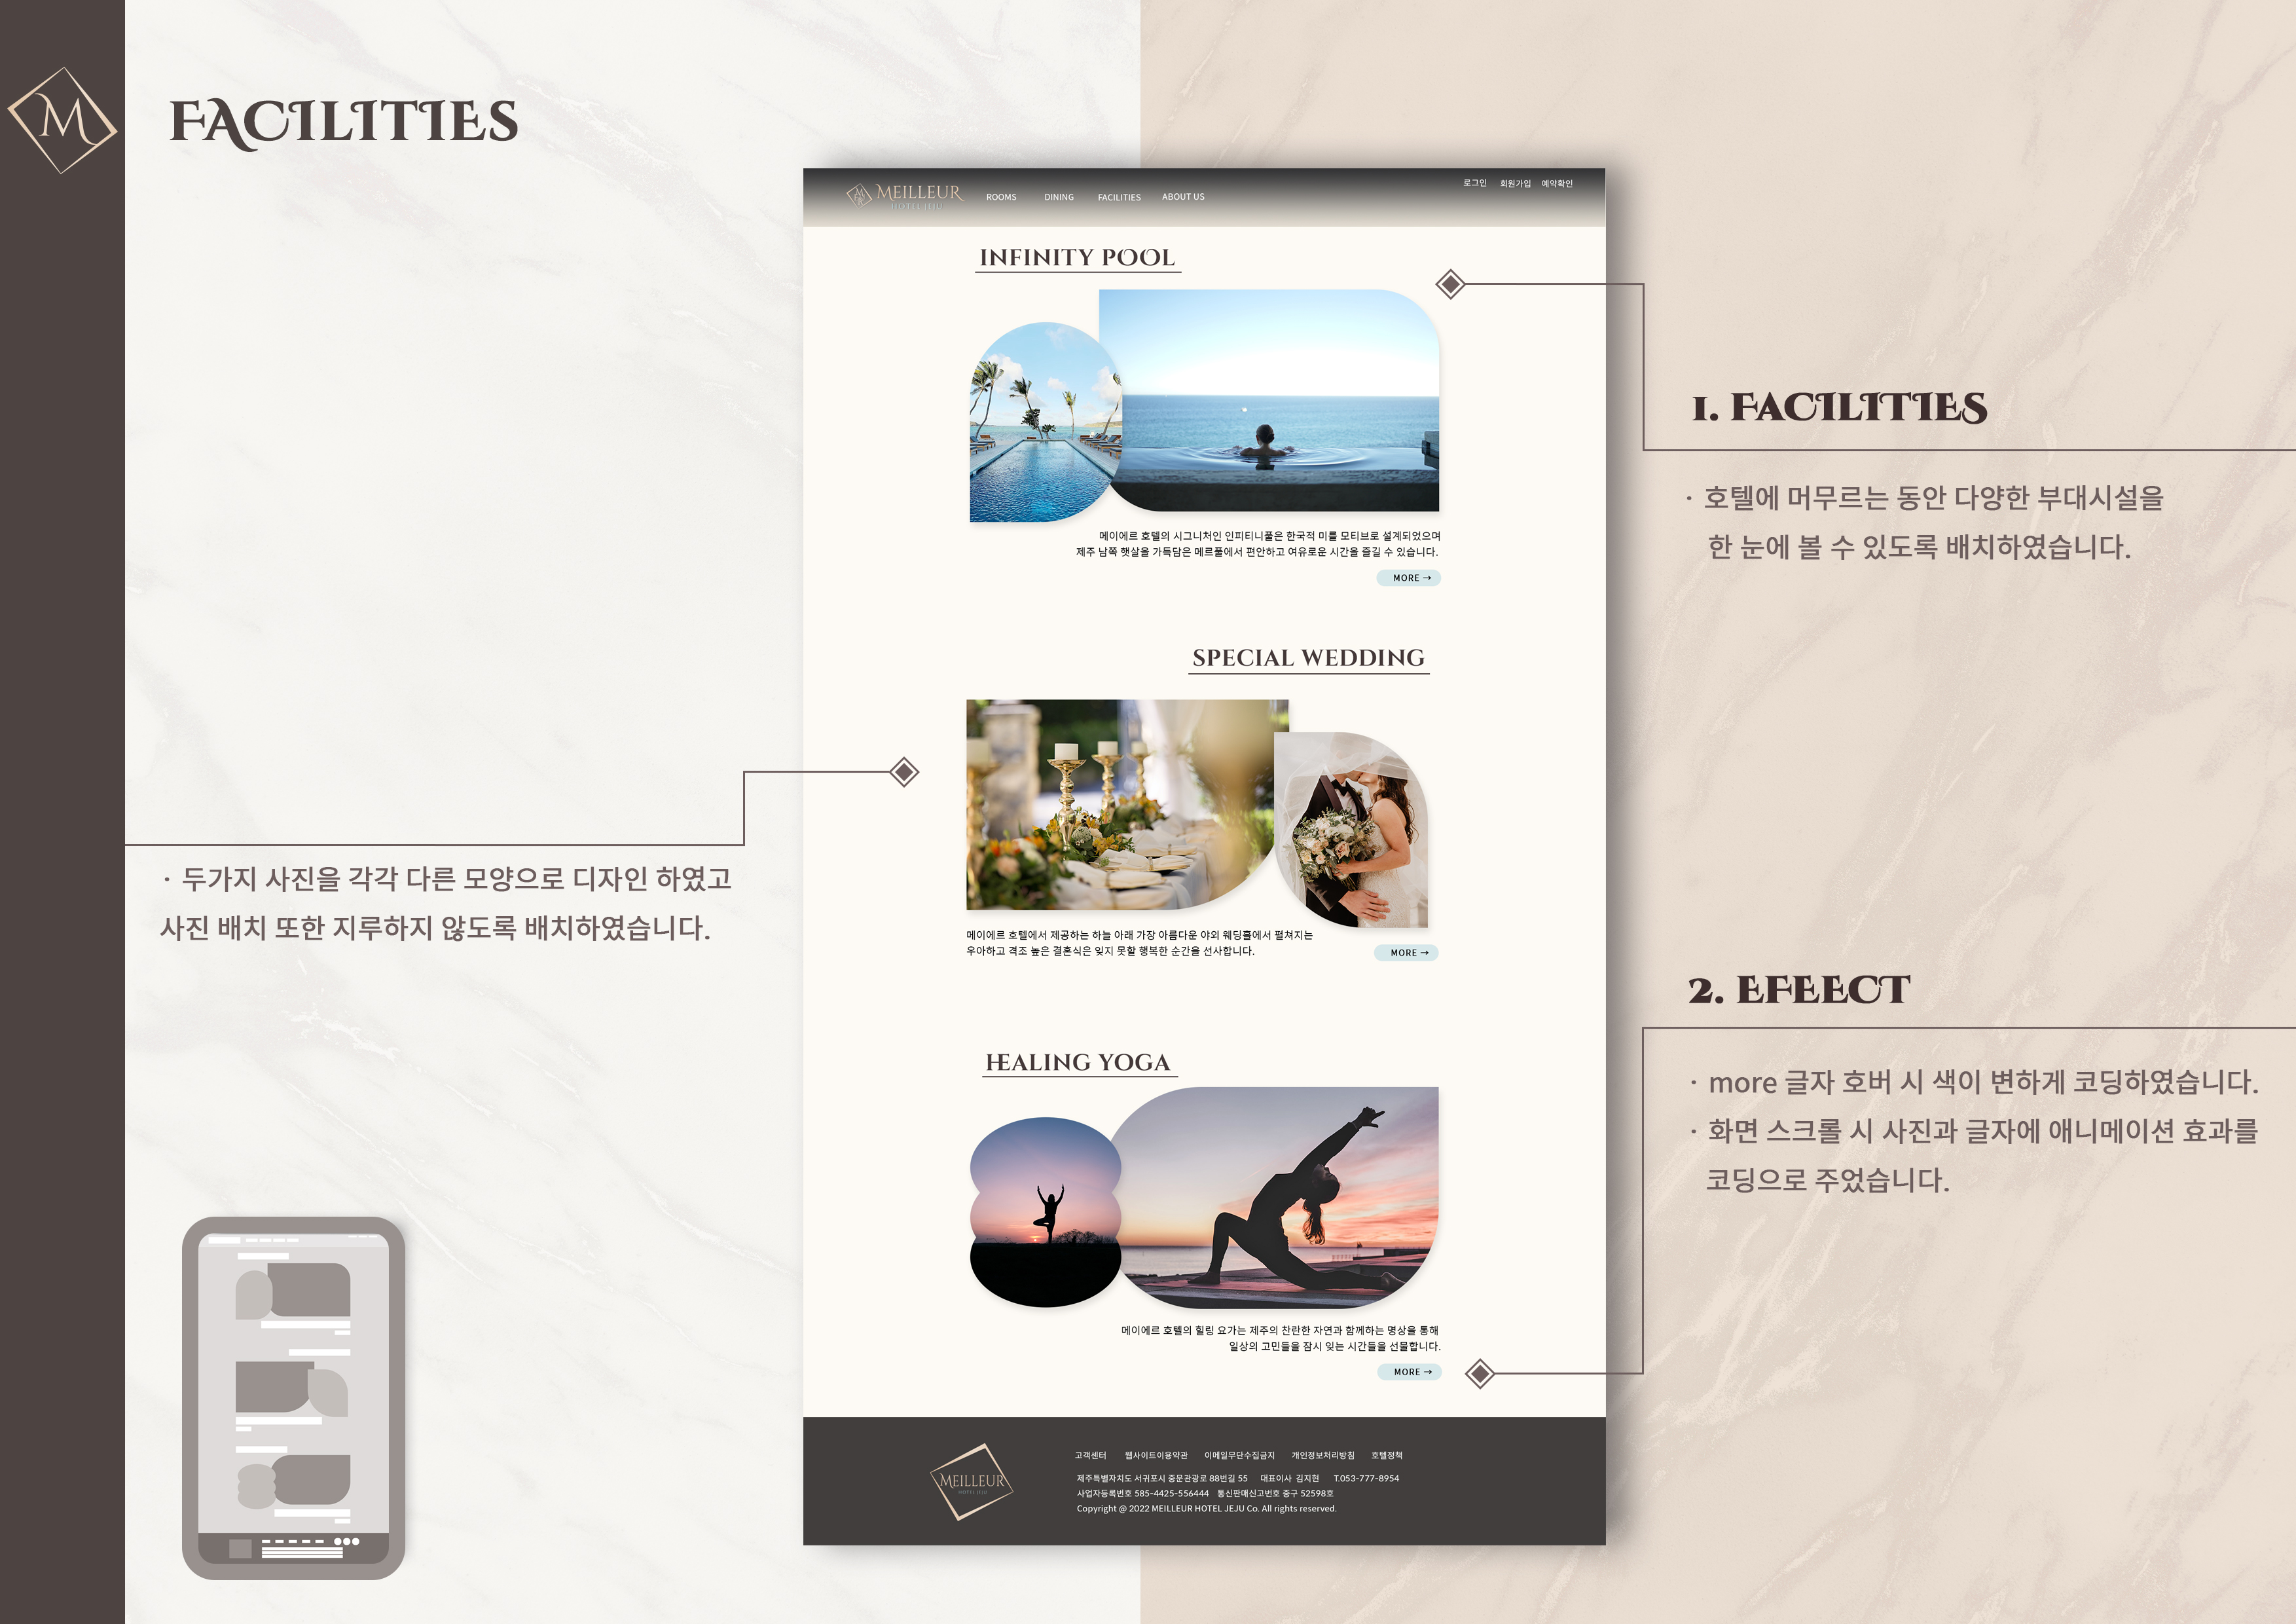 M
FACILITIES
MEILLEUR
HOTEL JEJU
ROOMS DINING FACILITIES ABOUT US
로그인 회원가입 예약확인
INFINITY POOL
메이에르 호텔의 시그니처인 인피티니풀은 한국적 미를 모티브로 설계되었으며
제주 남쪽 햇살을 가득담은 메르풀에서 편안하고 여유로운 시간을 즐길 수 있습니다.
MORE →
SPECIAL WEDDING
메이에르 호텔에서 제공하는 하늘 아래 가장 아름다운 야외 웨딩홀에서 펼쳐지는
우아하고 격조 높은 결혼식은 잊지 못할 행복한 순간을 선사합니다.
MORE →
HEALING YOGA
메이에르 호텔의 힐링 요가는 제주의 찬란한 자연과 함께하는 명상을 통해
일상의 고민들을 잠시 잊는 시간들을 선물합니다.
MORE →
MEILLEUR
HOTEL JEJU
고객센터 웹사이트이용약관 이메일무단수집금지 개인정보처리방침 호텔정책
제주특별자치도 서귀포시 중문관광로 88번길 55 대표이사 김지현 T.053-777-8954
사업자등록번호 585-4425-556444 통신판매신고번호 중구 52598호
Copyright @ 2022 MEILLEUR HOTEL JEJU Co. All rights reserved.
· 두가지 사진을 각각 다른 모양으로 디자인 하였고
사진 배치 또한 지루하지 않도록 배치하였습니다.
1. FACILITIES
· 호텔에 머무르는 동안 다양한 부대시설을
한 눈에 볼 수 있도록 배치하였습니다.
2. EFEECT
· more 글자 호버 시 색이 변하게 코딩하였습니다.
· 화면 스크롤 시 사진과 글자에 애니메이션 효과를
코딩으로 주었습니다.